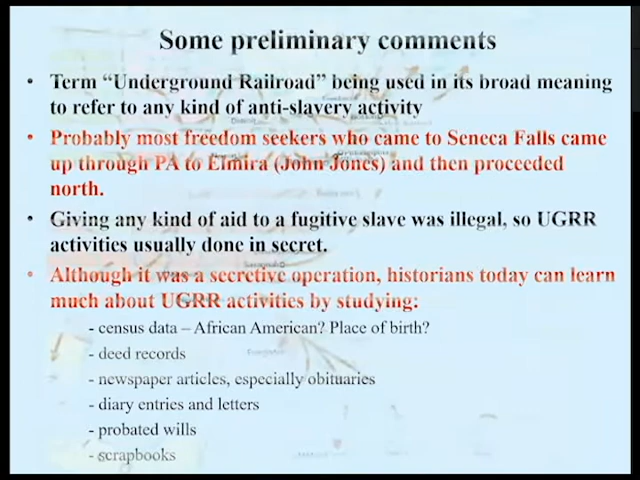 Some preliminary comments
• Term “Underground Railroad” being used in its broad meaning
to refer to any kind of anti-slavery activity
• Probably most freedom seekers who came to Seneca Falls came
up through PA to Elmira (John Jones) and then proceeded
north.
• Giving any kind of aid to a fugitive slave was illegal, so UGRR
activities usually done in secret.
• Although it was a secretive operation, historians today can learn
much about UGRR activities by studying:
- census data – African American? Place of birth?
- deed records
- newspaper articles, especially obituaries
- diary entries and letters
- probated wills
- scrapbooks